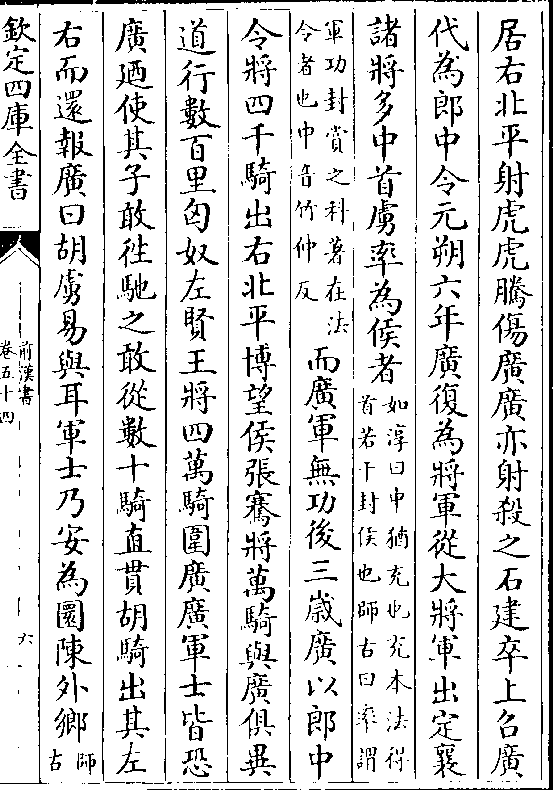 居右北平射虎虎騰傷廣廣亦射殺之石建卒上召廣
代為郎中令元朔六年廣復為將軍從大將軍出定襄
諸將多中首虜率為侯者如淳曰中猶充也充本法得
首若干封侯也師古曰率謂
軍功封賞之科著在法
令者也中音竹仲反而廣軍無功後三歲廣以郎中
令將四千騎出右北平博望侯張騫將萬騎與廣俱異
道行數百里匈奴左賢王將四萬騎圍廣廣軍士皆恐
廣廼使其子敢往馳之敢從數十騎直貫胡騎出其左
右而還報廣曰胡虜易與耳軍士乃安為圜陳外鄉師
古
欽定四庫全書
前漢書
卷五十四
六